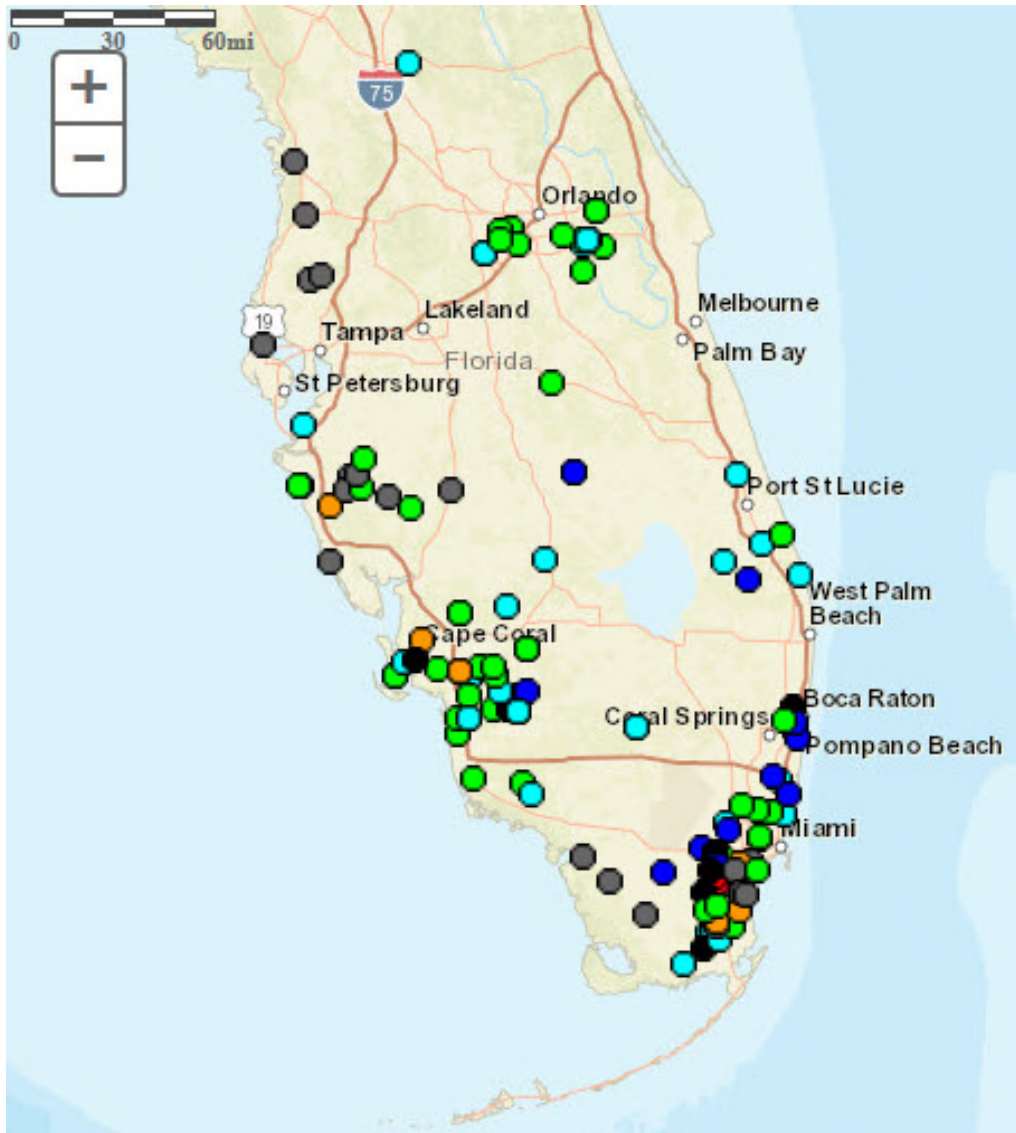 0 30 60mi
+
75
−
Orlando
Melbourne
Lakeland
19
Tampa
Palm Bay
Florida
St Petersburg
Port St Lucie
West Palm
Beach
Cape Coral
Boca Raton
Coral Springs
Pompano Beach
Miami